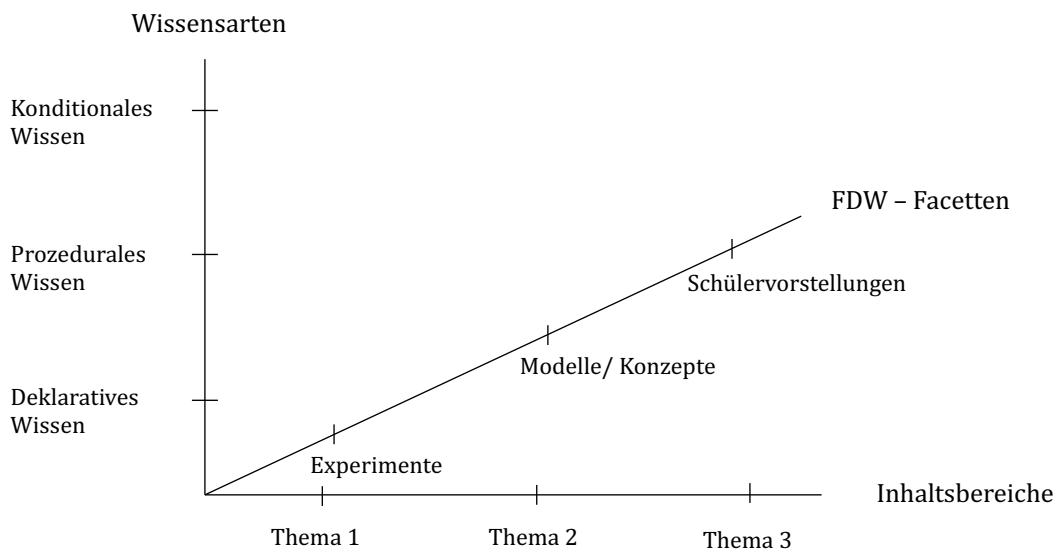 Wissensarten
Konditionales
Wissen
FDW – Facetten
Prozedurales
Wissen
Schülervorstellungen
Modelle/ Konzepte
Deklaratives
Wissen
Experimente
Inhaltsbereiche
Thema 1
Thema 2
Thema 3